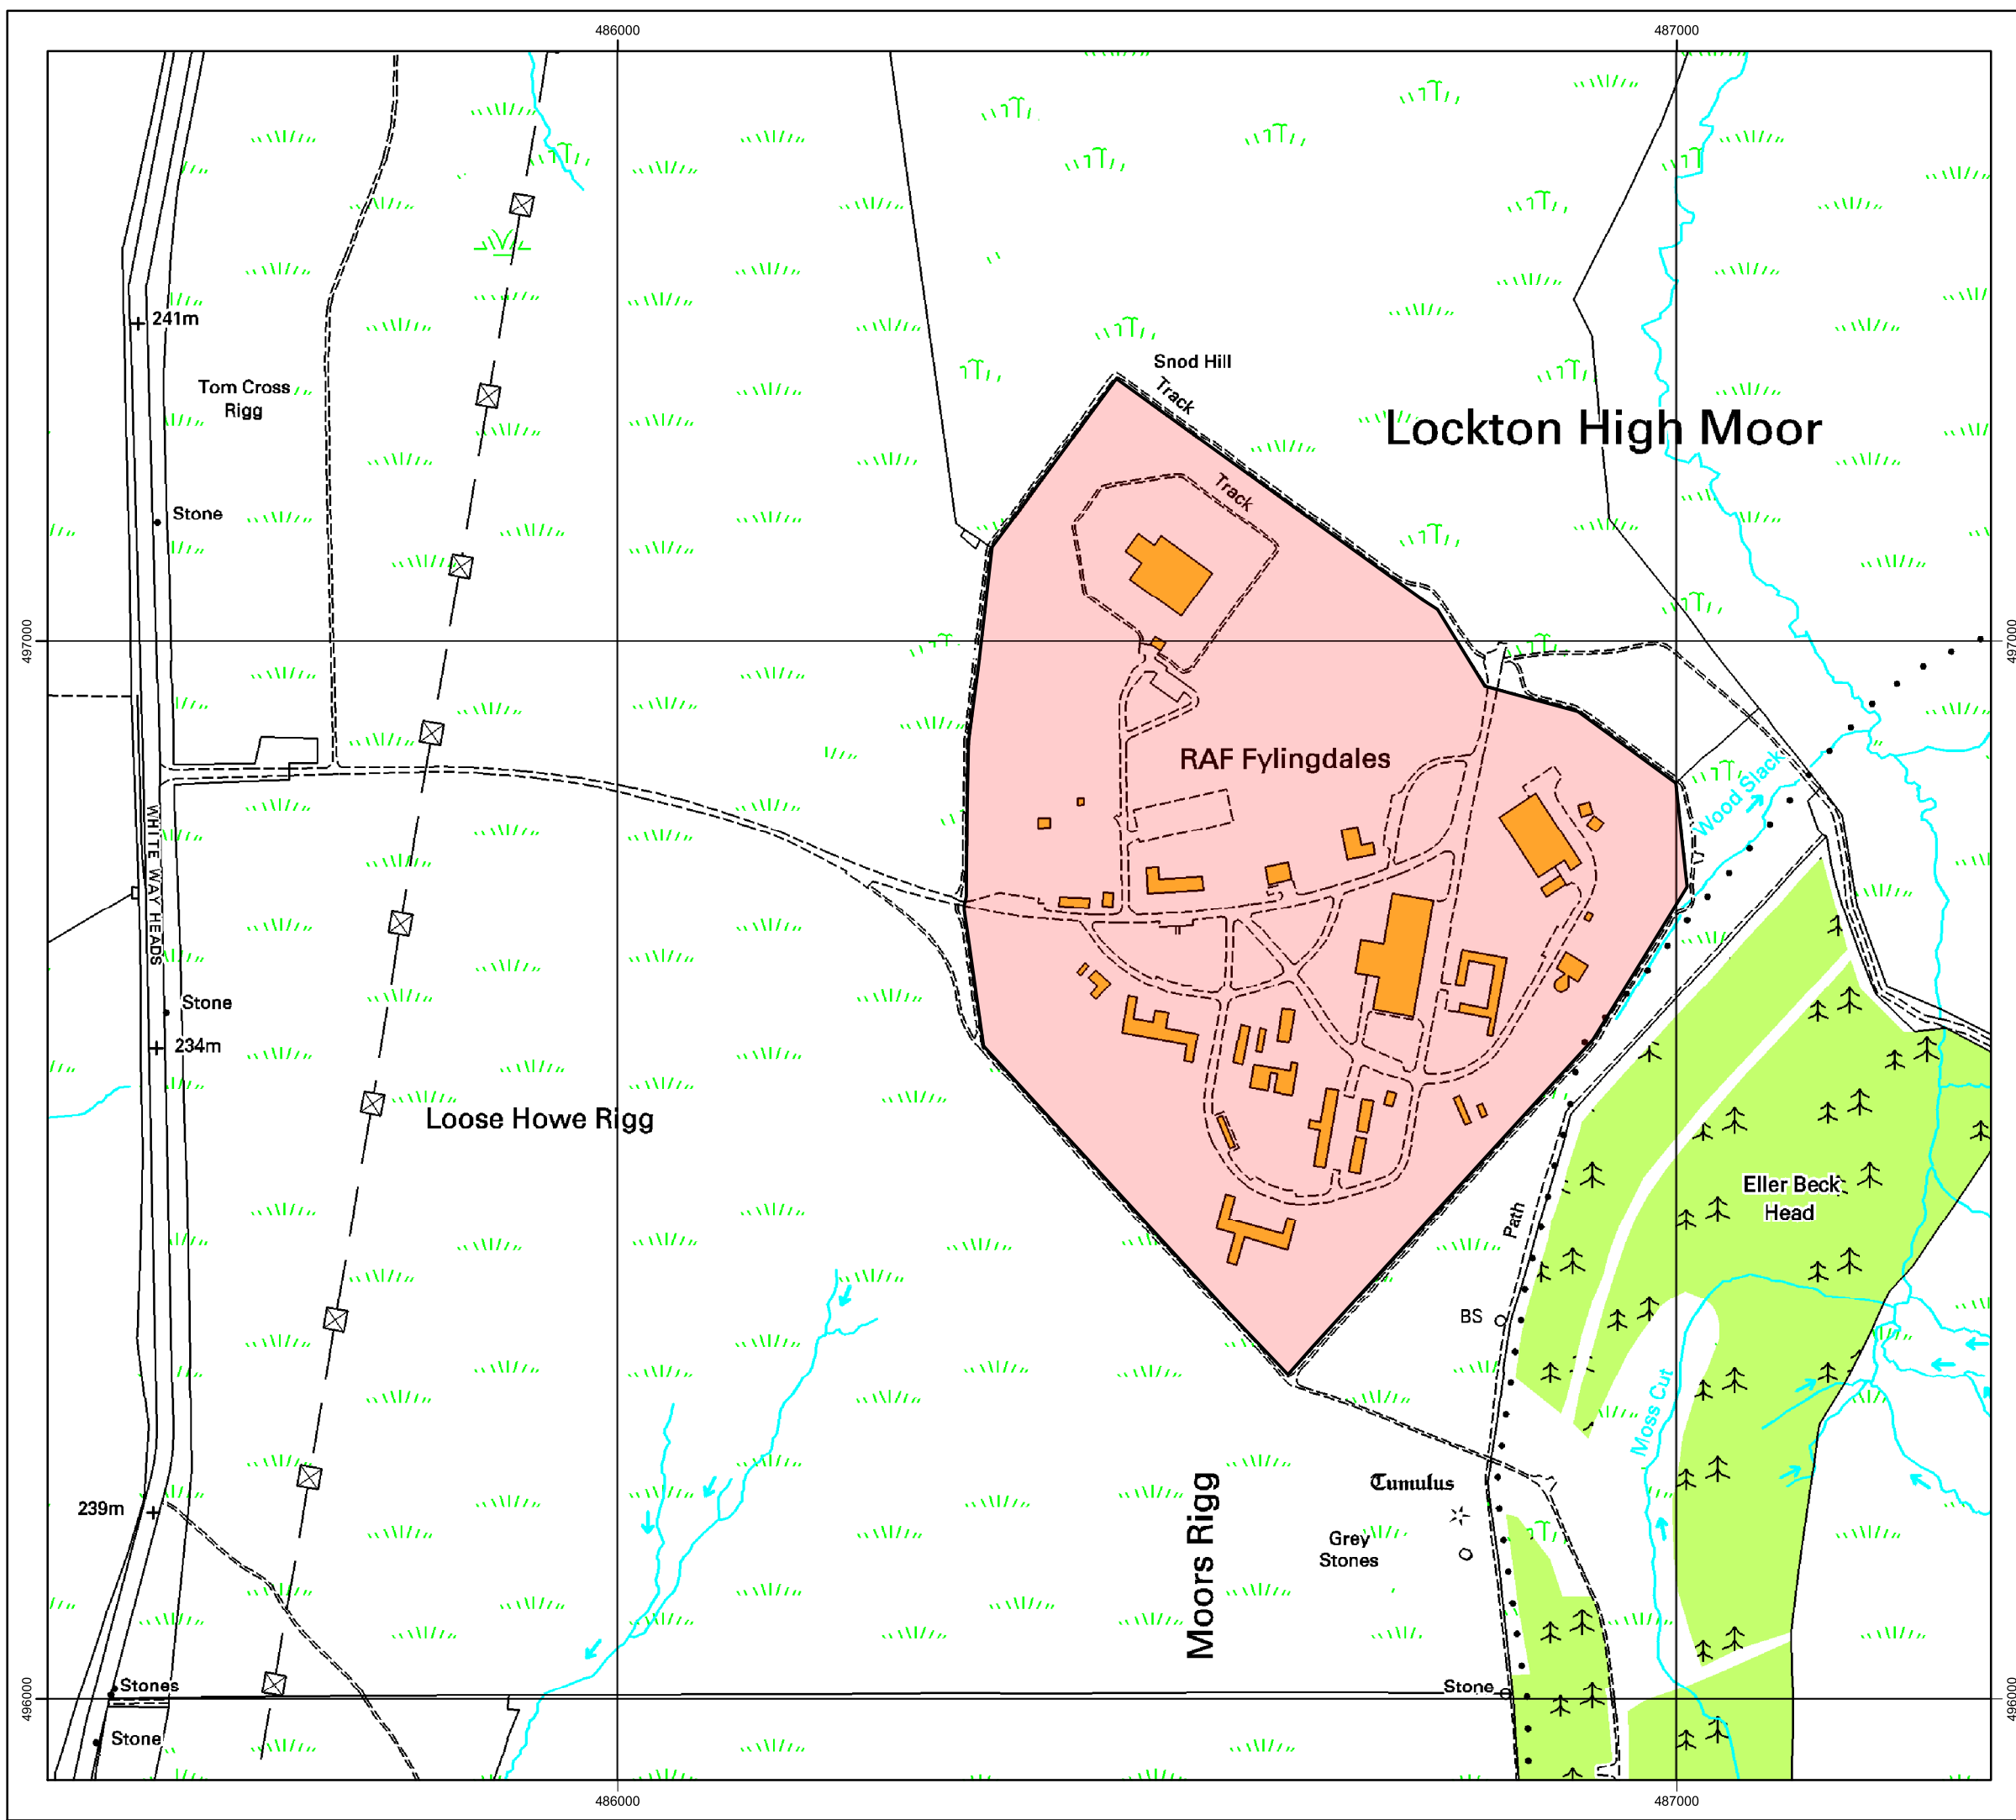 486000
487000
241m
Snod Hill
Track
Tom Cross
Rigg
Lockton High Moor
Track
Stone
497000
497000
RAF Fylingdales
Wood Slack
WHITE WAY HEADS
Stone
234m
Loose Howe Rigg
Eller Beck
Head
Path
BS
Moss Cut
Tumulus
239m
Grey
Stones
Moors Rigg
Stones
Stone
496000
496000
Stone
486000
487000